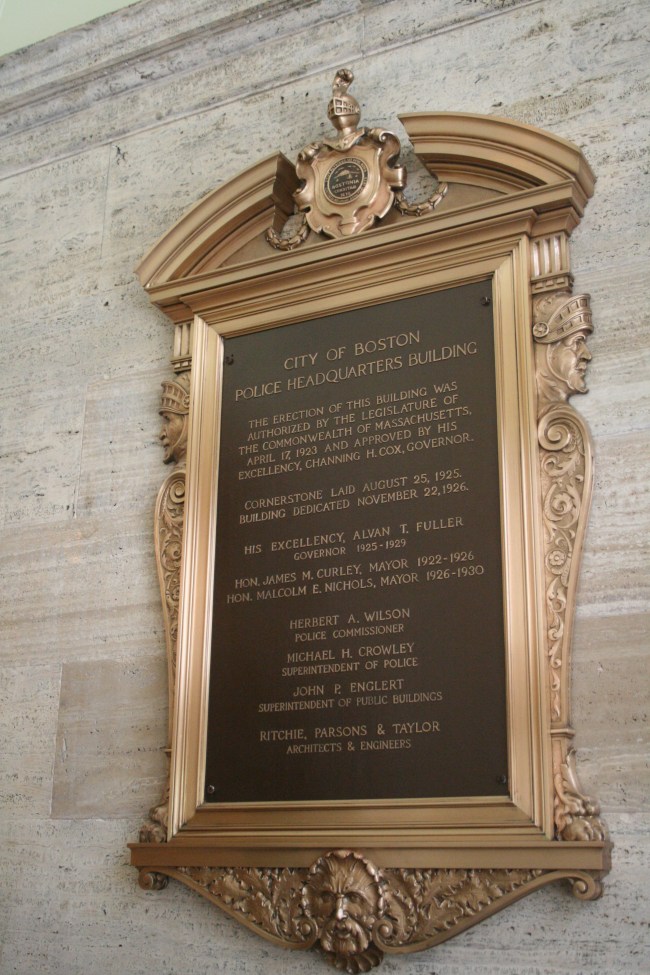 CITY OF BOSTON
POLICE HEADQUARTERS BUILDING
THE ERECTION OF THIS BUILDING WAS
AUTHORIZED BY THE LEGISLATURE OF
THE COMMONWEALTH OF MASSACHUSETTS,
APRIL 17, 1923 AND APPROVED BY HIS
EXCELLENCY, CHANNING H. COX, GOVERNOR.
CORNERSTONE LAID AUGUST 25, 1925.
BUILDING DEDICATED NOVEMBER 22, 1926.
HIS EXCELLENCY, ALVAN T. FULLER
GOVERNOR 1925-1929
HON. JAMES M. CURLEY, MAYOR 1922-1926
HON. MALCOLM E. NICHOLS, MAYOR 1926-1930
HERBERT A. WILSON
POLICE COMMISSIONER
MICHAEL H. CROWLEY
SUPERINTENDENT OF POLICE
JOHN P. ENGLERT
SUPERINTENDENT OF PUBLIC BUILDINGS
RITCHIE, PARSONS & TAYLOR
ARCHITECTS & ENGINEERS